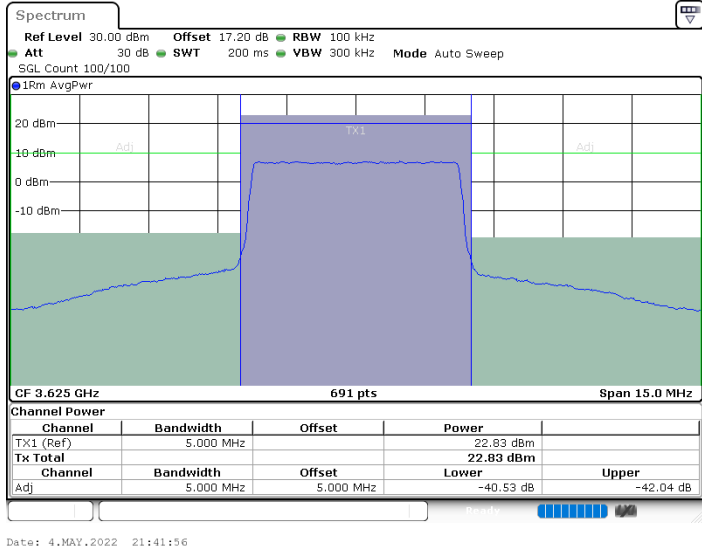 Spectrum
Ref Level 30.00 dBm Offset 17.20 dB RBW 100 kHz
Att 30 dB SWT 200 ms VBW 300 kHz Mode Auto Sweep
SGL Count 100/100
1Rm AvgPwr
20 dBm
TX1
10 dBm
Adj
Adj
0 dBm
-10 dBm
CF 3.625 GHz 691 pts Span 15.0 MHz
Channel Power
Channel Bandwidth Offset Power
TX1 (Ref) 5.000 MHz 22.83 dBm
Tx Total 22.83 dBm
Channel Bandwidth Offset Lower Upper
Adj 5.000 MHz 5.000 MHz -40.53 dB -42.04 dB
Ready
Date: 4.MAY.2022 21:41:56